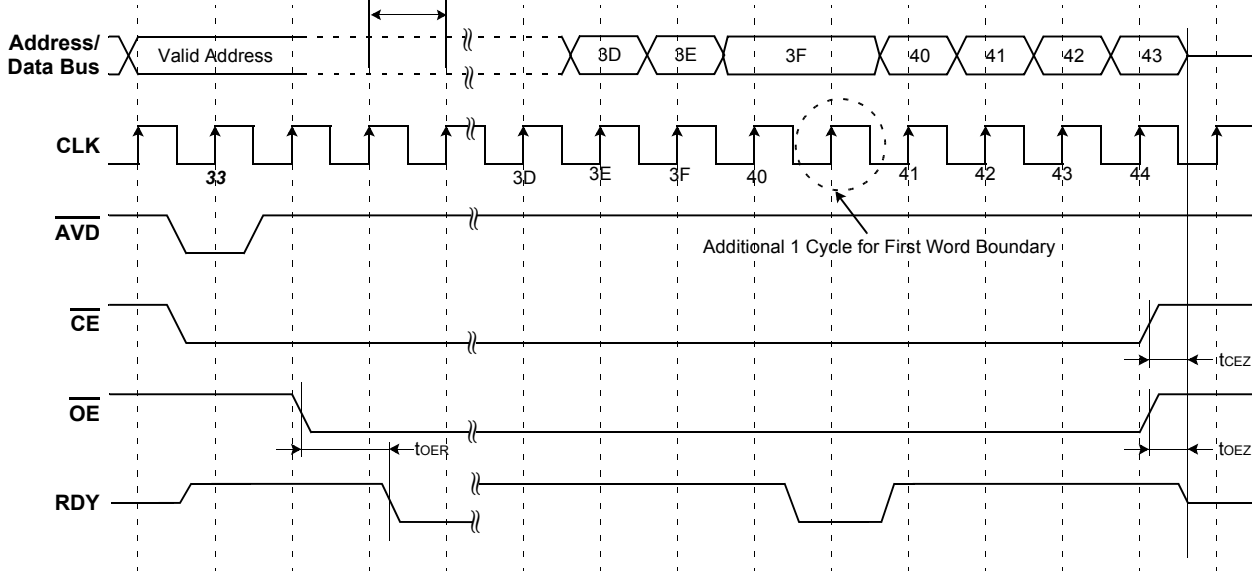 Address/
Data Bus
Valid Address
3D 3E 3F 40 41 42 43
CLK
33 3D 3E 3F 40 41 42 43 44
AVD
Additional 1 Cycle for First Word Boundary
CE
tCEZ
OE
tOER
tOEZ
RDY